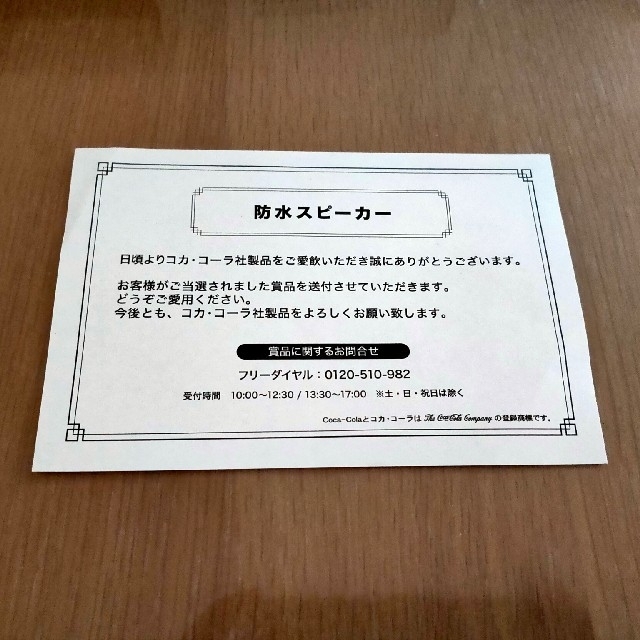 防水スピーカー
日頃よりコカ・コーラ社製品をご愛飲いただき誠にありがとうございます。
お客様がご当選されました賞品を送付させていただきます。
どうぞご愛用ください。
今後とも、コカ・コーラ社製品をよろしくお願い致します。
賞品に関するお問合せ
フリーダイヤル：0120-510-982
受付時間　10:00〜12:30 / 13:30〜17:00　※土・日・祝日は除く
Coca-Colaとコカ・コーラは The Coca-Cola Company の登録商標です。